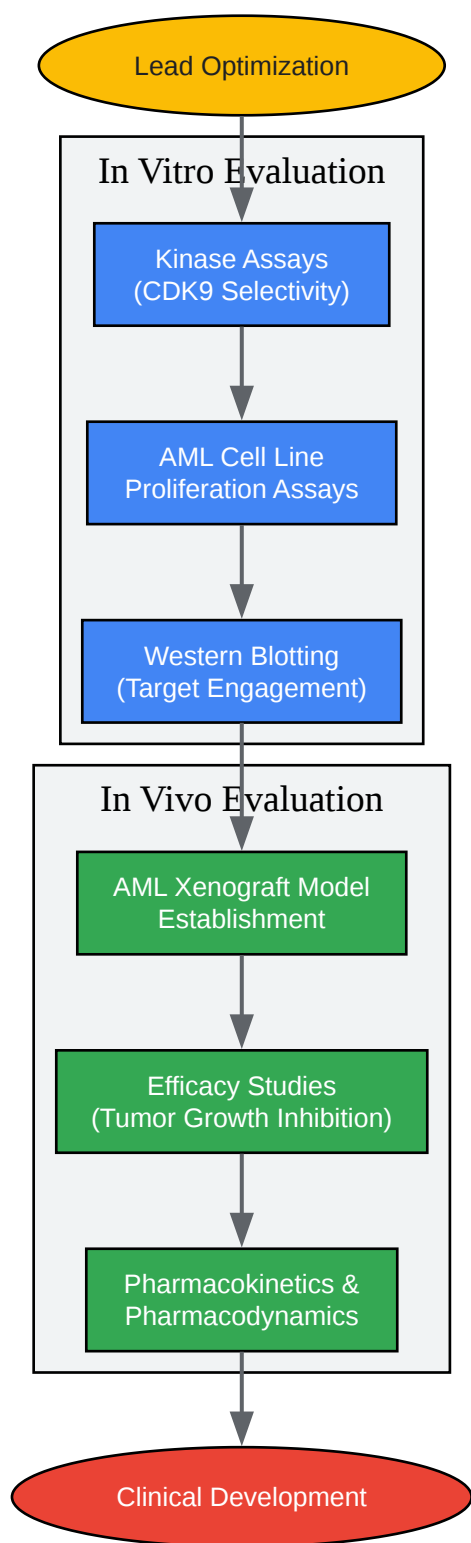 Lead Optimization
In Vitro Evaluation
Kinase Assays
(CDK9 Selectivity)
AML Cell Line
Proliferation Assays
Western Blotting
(Target Engagement)
In Vivo Evaluation
AML Xenograft Model
Establishment
Efficacy Studies
(Tumor Growth Inhibition)
Pharmacokinetics &
Pharmacodynamics
Clinical Development